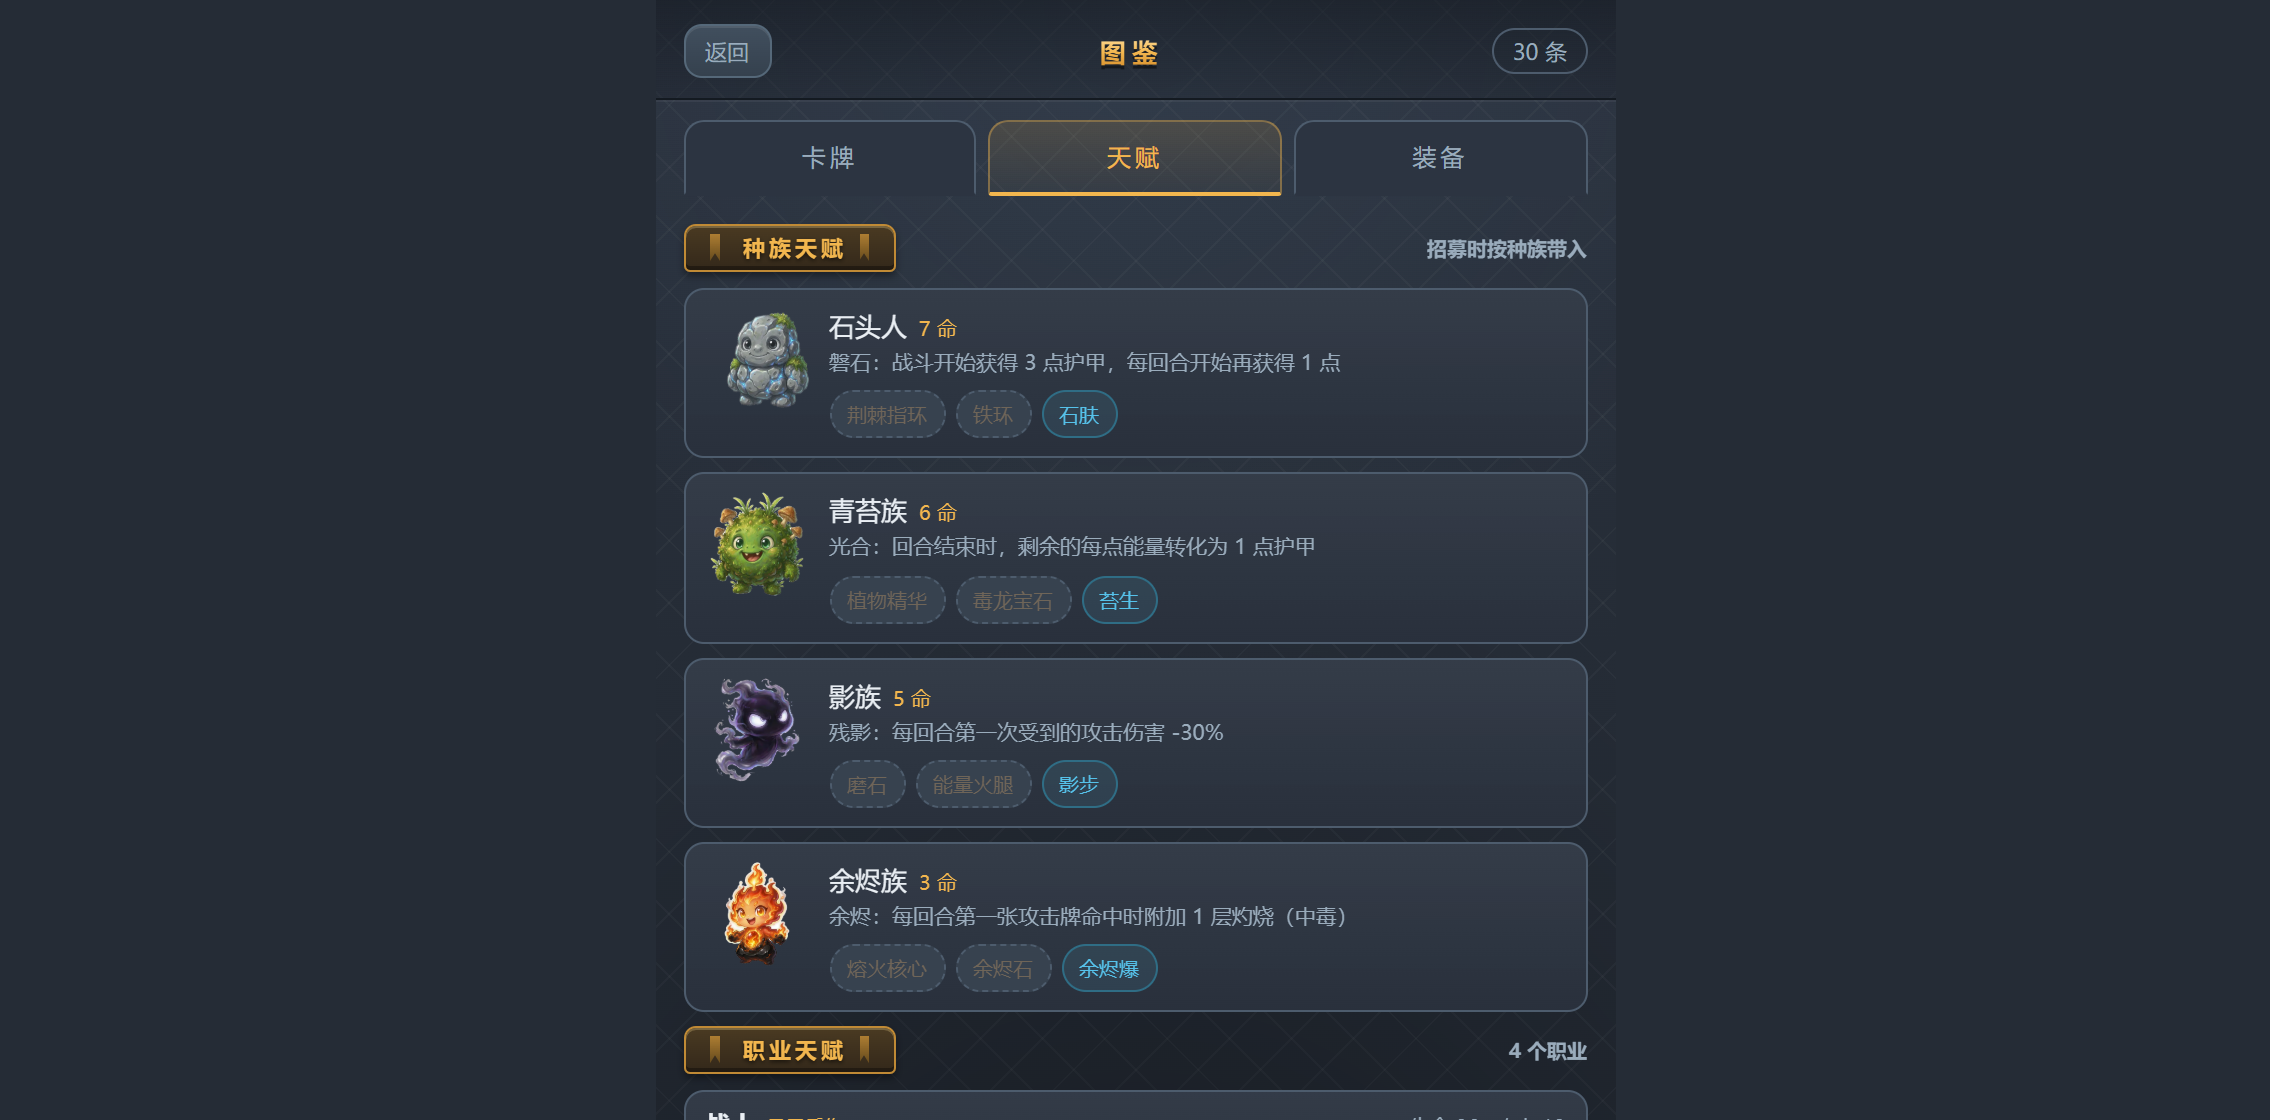 返回
图鉴
30 条
卡牌
天赋
装备
种族天赋
招募时按种族带入
石头人 7 命
磐石：战斗开始获得 3 点护甲，每回合开始再获得 1 点
荆棘指环 铁环 石肤
青苔族 6 命
光合：回合结束时，剩余的每点能量转化为 1 点护甲
植物精华 毒龙宝石 苔生
影族 5 命
残影：每回合第一次受到的攻击伤害 -30%
磨石 能量火腿 影步
余烬族 3 命
余烬：每回合第一张攻击牌命中时附加 1 层灼烧（中毒）
熔火核心 余烬石 余烬爆
职业天赋
4 个职业